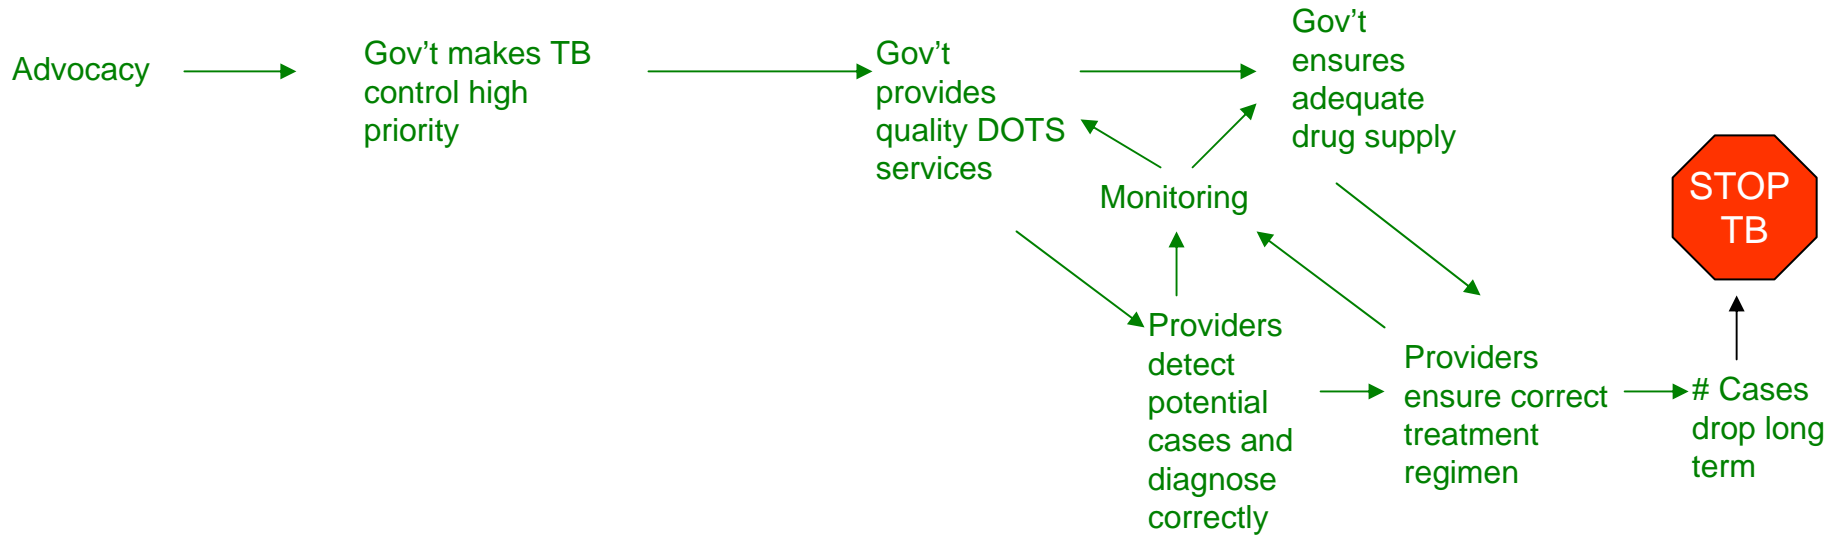 Advocacy
Gov’t makes TB
control high
priority
Gov’t
provides
quality DOTS
services
Gov’t
ensures
adequate
drug supply
Monitoring
Providers
detect
potential
cases and
diagnose
correctly
Providers
ensure correct
treatment
regimen
# Cases
drop long
term
STOP
TB